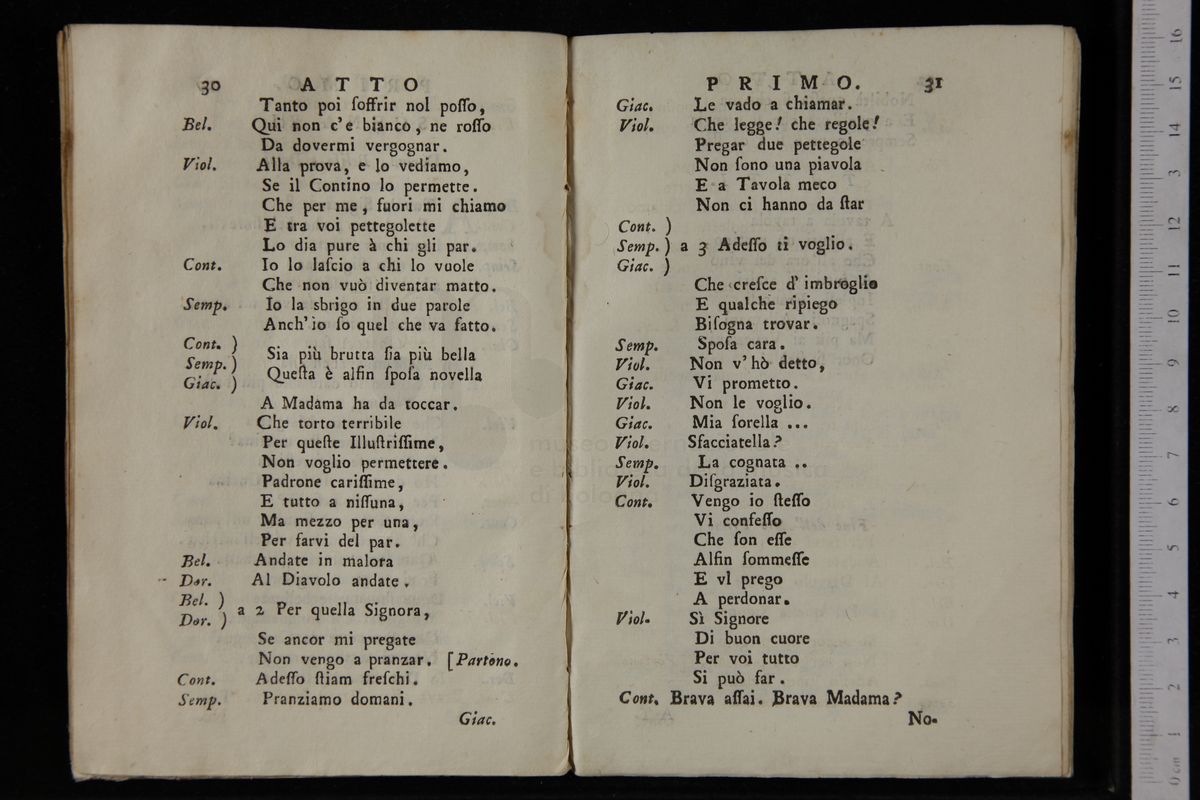 30 ATTO
Tanto poi ſoffrir nol poſſo,
Bel. Qui non c'e bianco, ne roſſo
Da dovermi vergognar.
Viol. Alla prova, e lo vediamo,
Se il Contino lo permette.
Che per me, fuori mi chiamo
E tra voi pettegolette
Lo dia pure à chi gli par.
Cont. Io lo laſcio a chi lo vuole
Che non vuò diventar matto.
Semp. Io la sbrigo in due parole
Anch'io ſo quel che va fatto.
Cont. )
Semp. ) Sia più brutta ſia più bella
Giac. ) Queſta è alfin ſpoſa novella
A Madama ha da toccar.
Viol. Che torto terribile
Per queſte Illuſtriſſime,
Non voglio permettere.
Padrone cariſſime,
E tutto a niſſuna,
Ma mezzo per una,
Per farvi del par.
Bel. Andate in malora
Dor. Al Diavolo andate.
Bel. )
Dor. ) a 2 Per quella Signora,
Se ancor mi pregate
Non vengo a pranzar. [Partono.
Cont. Adeſſo ſtiam freſchi.
Semp. Pranziamo domani.
Giac.
PRIMO. 31
Giac. Le vado a chiamar.
Viol. Che legge! che regole!
Pregar due pettegole
Non ſono una piavola
E a Tavola meco
Non ci hanno da ſtar
Cont. )
Semp. ) a 3 Adeſſo ti voglio.
Giac. )
Che creſce d'imbroglio
E qualche ripiego
Biſogna trovar.
Semp. Spoſa cara.
Viol. Non v'hò detto,
Giac. Vi prometto.
Viol. Non le voglio.
Giac. Mia ſorella ...
Viol. Sfacciatella?
Semp. La cognata ..
Viol. Diſgraziata.
Cont. Vengo io ſteſſo
Vi confeſſo
Che ſon eſſe
Alfin ſommeſſe
E vl prego
A perdonar.
Viol. Sì Signore
Di buon cuore
Per voi tutto
Si può far.
Cont. Brava aſſai. Brava Madama?
No-